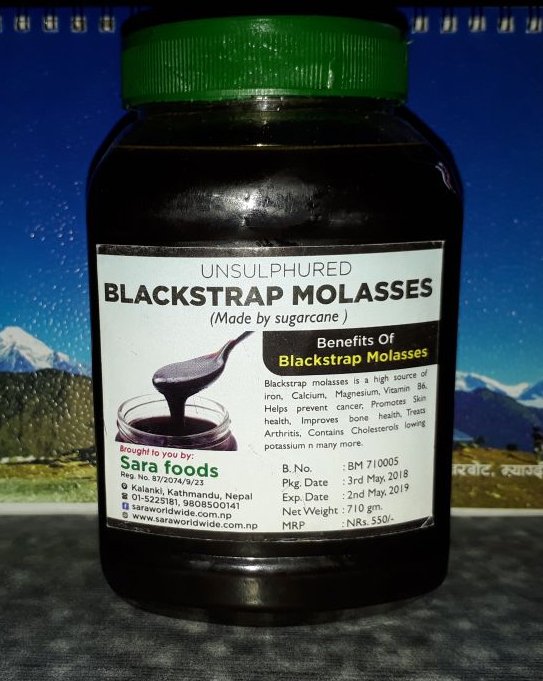 UNSULPHURED
BLACKSTRAP MOLASSES
(Made by sugarcane )
Benefits Of
Blackstrap Molasses
Blackstrap molasses is a high source of
iron, Calcium, Magnesium, Vitamin B6,
Helps prevent cancer, Promotes Skin
health, Improves bone health, Treats
Arthritis, Contains Cholesterols lowing
potassium n many more.
Brought to you by:
Sara foods
Reg. No. 87/2074/9/23
Kalanki, Kathmandu, Nepal
01-5225181, 9808500141
saraworldwide.com.np
www.saraworldwide.com.np
B. No. : BM 710005
Pkg. Date : 3rd May, 2018
Exp. Date : 2nd May, 2019
Net Weight : 710 gm.
MRP : NRs. 550/-